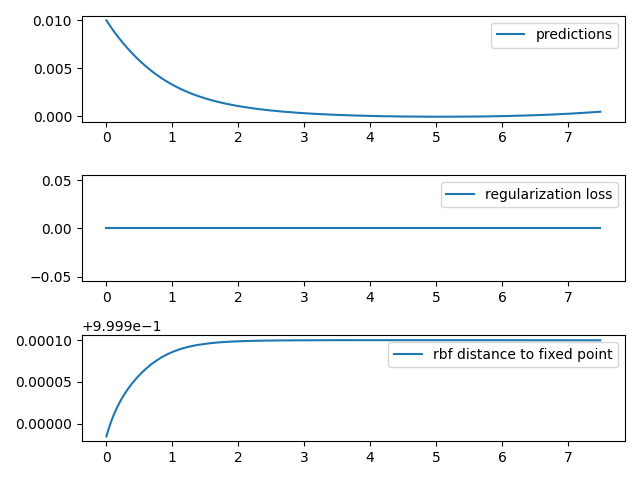 0.010
0.005
0.000
predictions
0 1 2 3 4 5 6 7
0.05
0.00
−0.05
regularization loss
0 1 2 3 4 5 6 7
+9.999e−1
0.00010
0.00005
0.00000
rbf distance to fixed point
0 1 2 3 4 5 6 7